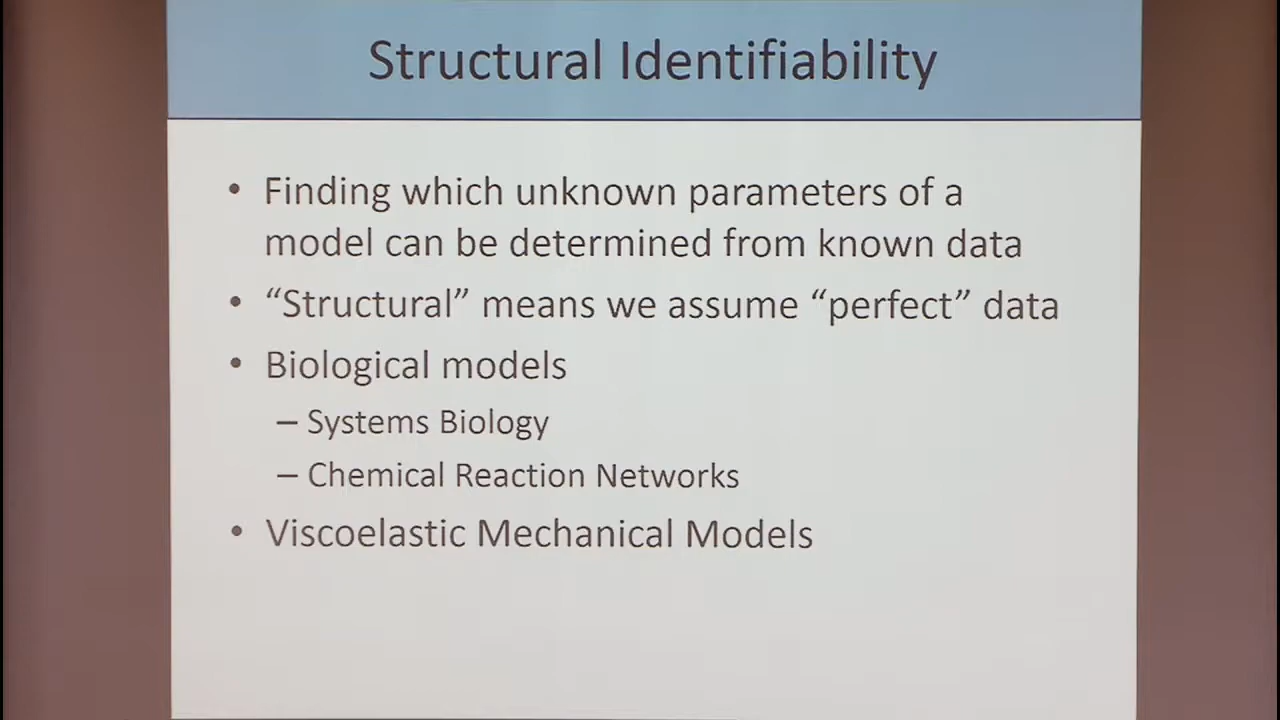 Structural Identifiability
• Finding which unknown parameters of a
model can be determined from known data
• “Structural” means we assume “perfect” data
• Biological models
– Systems Biology
– Chemical Reaction Networks
• Viscoelastic Mechanical Models